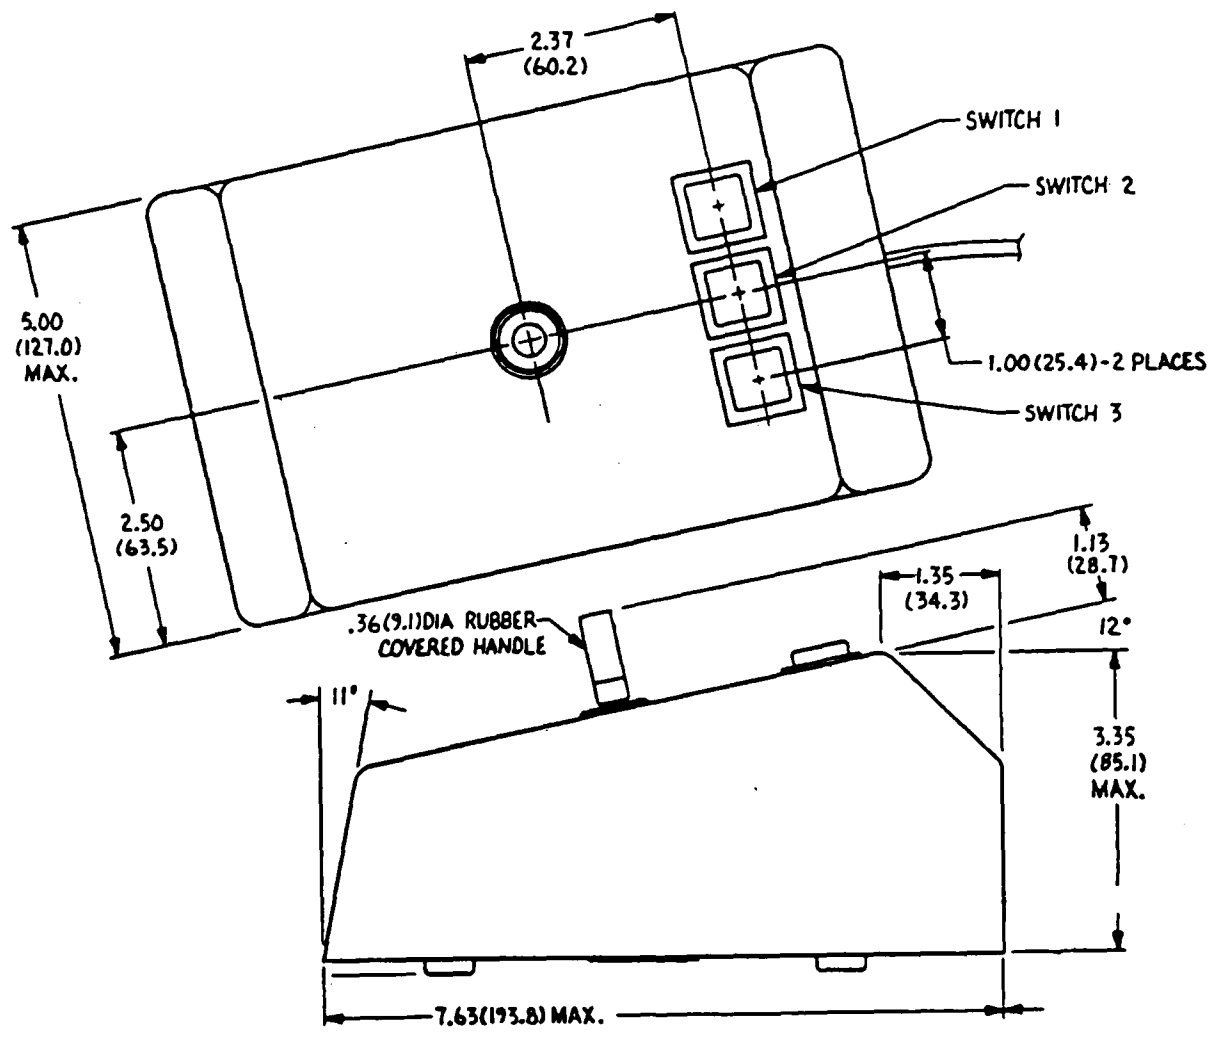 2.37
(60.2)
SWITCH 1
SWITCH 2
5.00
(127.0)
MAX.
1.00(25.4)-2 PLACES
SWITCH 3
2.50
(63.5)
1.13
(28.7)
1.35
(34.3)
.36(9.1)DIA RUBBER
COVERED HANDLE
12°
11°
3.35
(85.1)
MAX.
7.63(193.8) MAX.